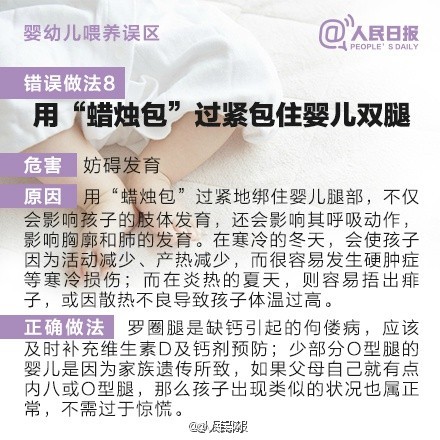 婴幼儿喂养误区
@人民日报
PEOPLE'S DAILY
错误做法8
用“蜡烛包”过紧包住婴儿双腿
危害 妨碍发育
原因 用“蜡烛包”过紧地绑住婴儿腿部，不仅
会影响孩子的肢体发育，还会影响其呼吸动作，
影响胸廓和肺的发育。在寒冷的冬天，会使孩子
因为活动减少、产热减少，而很容易发生硬肿症
等寒冷损伤；而在炎热的夏天，则容易捂出痱
子，或因散热不良导致孩子体温过高。
正确做法 罗圈腿是缺钙引起的佝偻病，应该
及时补充维生素D及钙剂预防；少部分O型腿的
婴儿是因为家族遗传所致，如果父母自己就有点
内八或O型腿，那么孩子出现类似的状况也属正
常，不需过于惊慌。
@人民日报